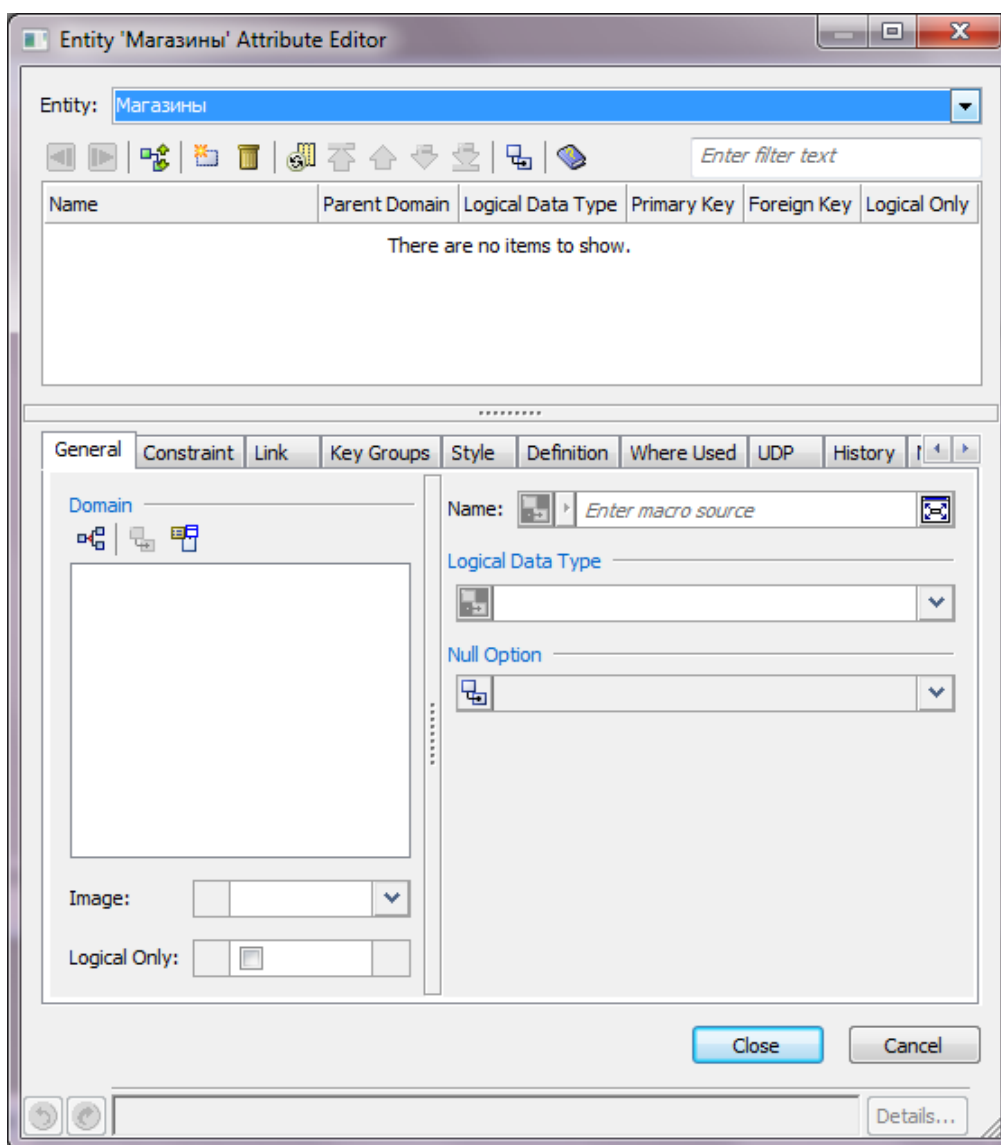 Entity 'Магазины' Attribute Editor
Entity: Магазины
Enter filter text
Name Parent Domain Logical Data Type Primary Key Foreign Key Logical Only
There are no items to show.
General Constraint Link Key Groups Style Definition Where Used UDP History
Domain
Name: Enter macro source
Logical Data Type
Null Option
Image:
Logical Only:
Close Cancel
Details...